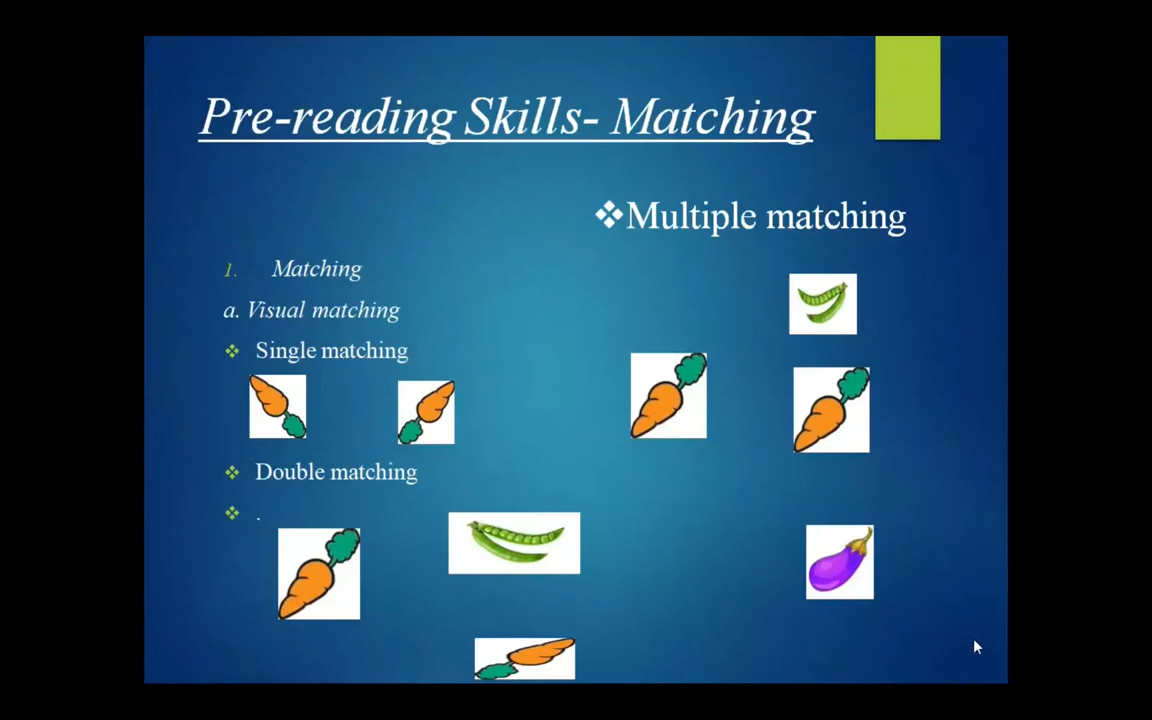 Pre-reading Skills- Matching
❖Multiple matching
1. Matching
a. Visual matching
❖ Single matching
❖ Double matching
❖ .